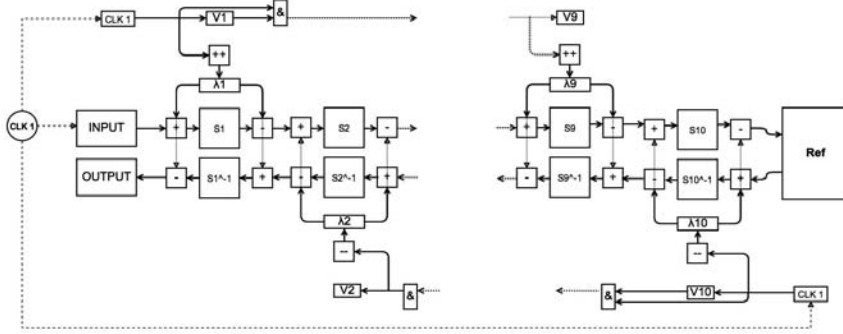 CLK 1 V1 & V9
++ ++
λ1 λ9
CLK 1 INPUT + S1 - + S2 - + S9 - + S10 - Ref
OUTPUT - S1^-1 + - S2^-1 + - S9^-1 + - S10^-1 +
λ2 λ10
-- --
V2 & & V10 CLK 1